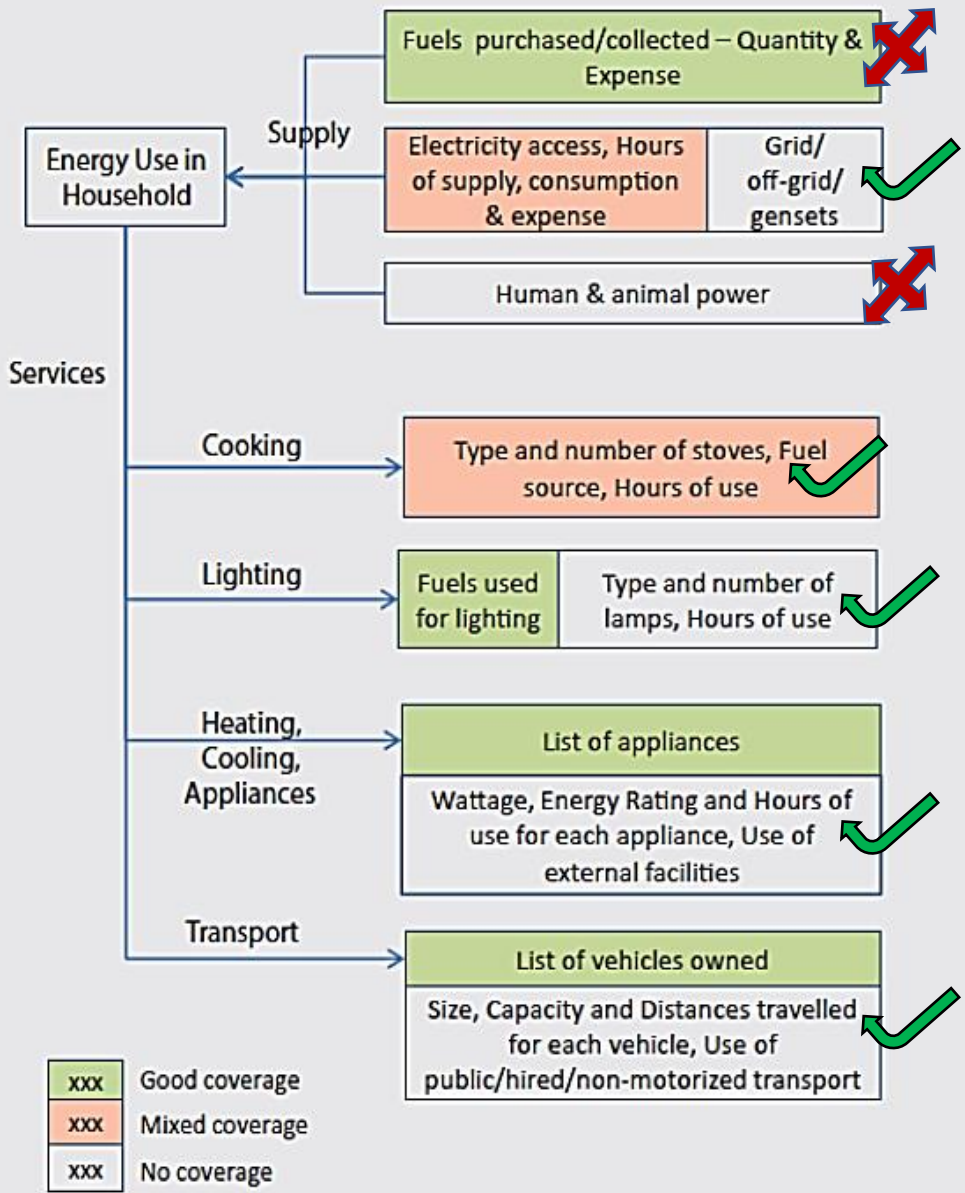 Fuels purchased/collected – Quantity &
Expense
Supply
Energy Use in
Household
Electricity access, Hours
of supply, consumption
& expense
Grid/
off-grid/
gensets
Human & animal power
Services
Cooking
Type and number of stoves, Fuel
source, Hours of use
Lighting
Fuels used
for lighting
Type and number of
lamps, Hours of use
Heating,
Cooling,
Appliances
List of appliances
Wattage, Energy Rating and Hours of
use for each appliance, Use of
external facilities
Transport
List of vehicles owned
Size, Capacity and Distances travelled
for each vehicle, Use of
public/hired/non-motorized transport
xxx Good coverage
xxx Mixed coverage
xxx No coverage